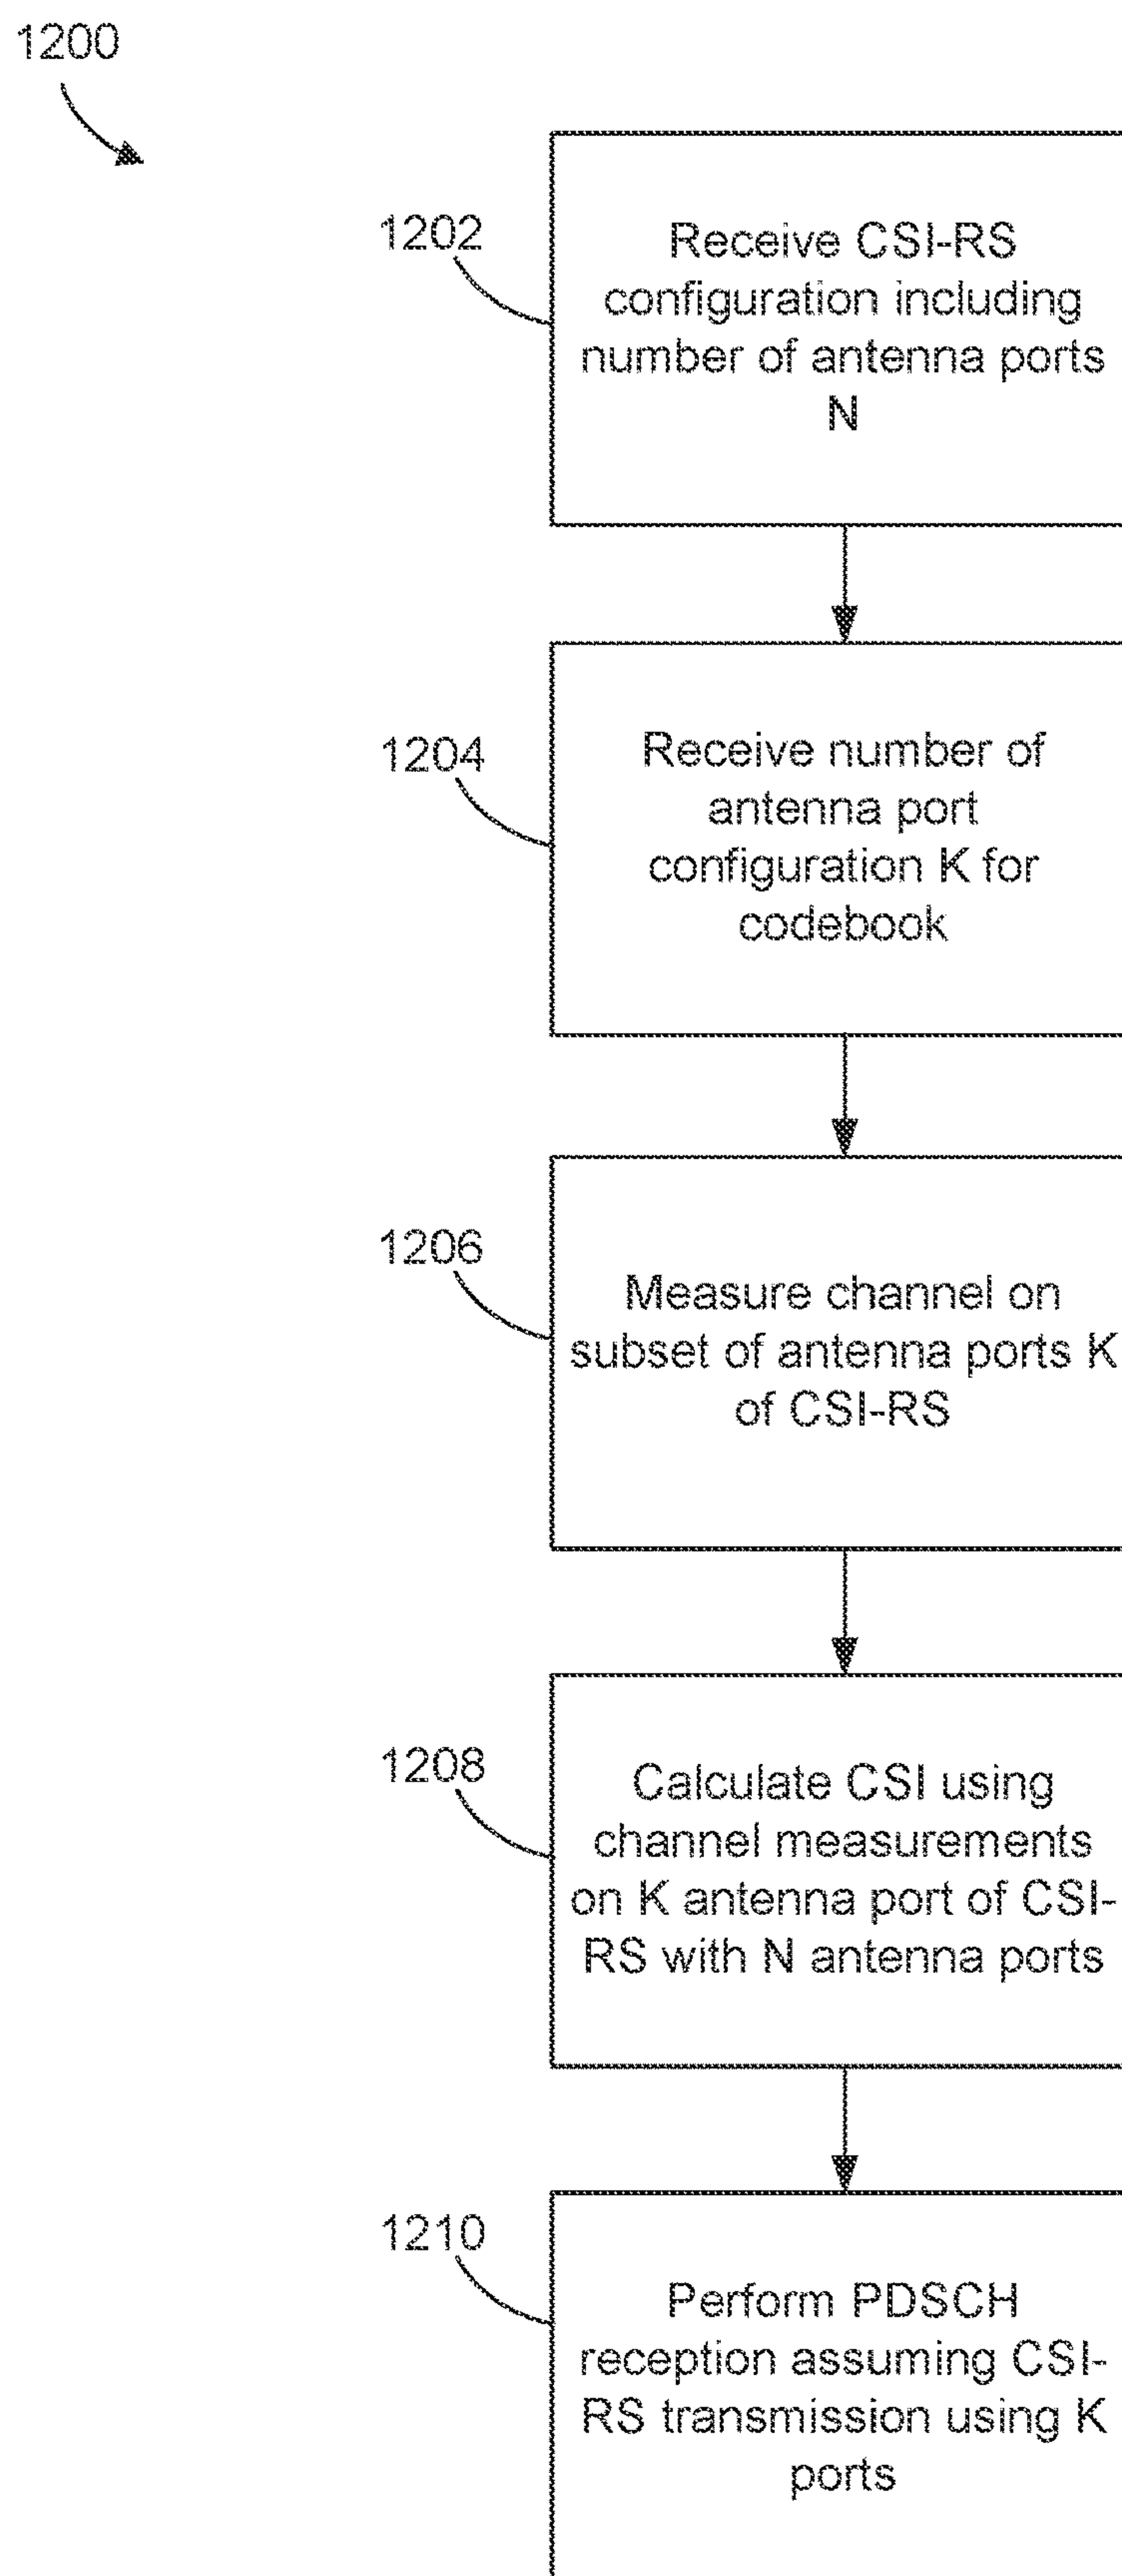 1200
1202
Receive CSI-RS
configuration including
number of antenna ports
N
1204
Receive number of
antenna port
configuration K for
codebook
1206
Measure channel on
subset of antenna ports K
of CSI-RS
1208
Calculate CSI using
channel measurements
on K antenna port of CSI-
RS with N antenna ports
1210
Perform PDSCH
reception assuming CSI-
RS transmission using K
ports